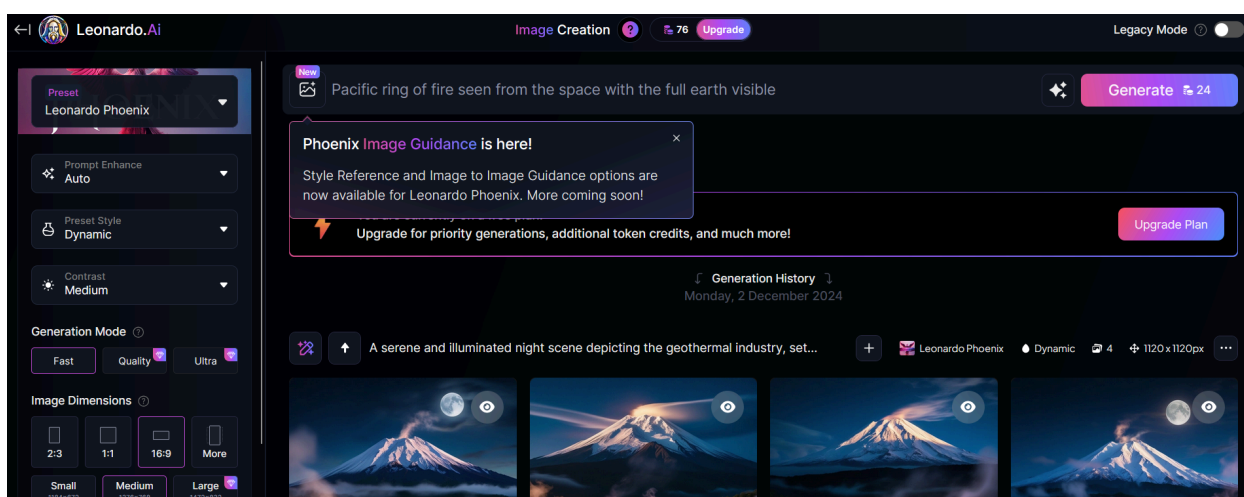 Leonardo.Ai
Image Creation
?
76
Upgrade
Legacy Mode ?
Preset
Leonardo Phoenix
Prompt Enhance
Auto
Preset Style
Dynamic
Contrast
Medium
Generation Mode ?
Fast
Quality
Ultra
Image Dimensions ?
2:3
1:1
16:9
More
Small
Medium
Large
New
Pacific ring of fire seen from the space with the full earth visible
Generate 24
Phoenix Image Guidance is here!
×
Style Reference and Image to Image Guidance options are
now available for Leonardo Phoenix. More coming soon!
Upgrade for priority generations, additional token credits, and much more!
Upgrade Plan
Generation History
Monday, 2 December 2024
A serene and illuminated night scene depicting the geothermal industry, set...
Leonardo Phoenix
Dynamic
4
1120x1120px